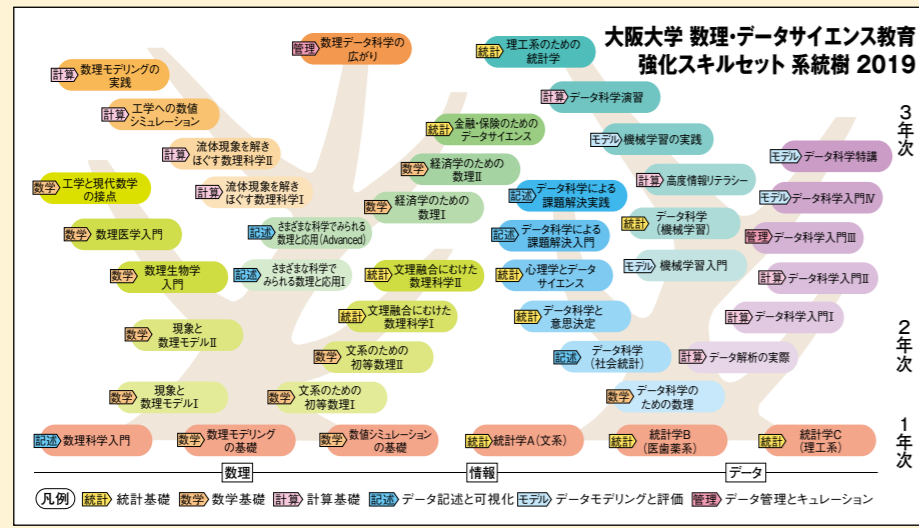 大阪大学 数理・データサイエンス教育
強化スキルセット 系統樹 2019
管理 数理データ科学の
広がり
統計 理工系のための
統計学
計算 数理モデリングの
実践
計算 データ科学演習
計算 工学への数値
シミュレーション
統計 金融・保険のための
データサイエンス
モデル 機械学習の実践
3年次
計算 流体現象を解き
ほぐす数理科学Ⅱ
数学 経済学のための
数理Ⅱ
モデル データ科学特講
数学 工学と現代数学
の接点
計算 流体現象を解き
ほぐす数理科学Ⅰ
数学 経済学のための
数理Ⅰ
記述 データ科学による
課題解決実践
計算 高度情報リテラシー
モデル データ科学入門Ⅳ
数学 数理医学入門
記述 さまざまな科学でみられる
数理と応用(Advanced)
記述 データ科学による
課題解決入門
統計 データ科学
(機械学習)
管理 データ科学入門Ⅲ
数学 数理生物学
入門
記述 さまざまな科学で
みられる数理と応用Ⅰ
統計 文理融合にむけた
数理科学Ⅱ
統計 心理学とデータ
サイエンス
モデル 機械学習入門
計算 データ科学入門Ⅱ
統計 文理融合にむけた
数理科学Ⅰ
統計 データ科学と
意思決定
計算 データ科学入門Ⅰ
2年次
数学 現象と
数理モデルⅡ
数学 文系のための
初等数理Ⅱ
記述 データ科学
(社会統計)
計算 データ解析の実際
数学 現象と
数理モデルⅠ
数学 文系のための
初等数理Ⅰ
数学 データ科学の
ための数理
1年次
記述 数理科学入門
数学 数理モデリング
の基礎
数学 数値シミュレーション
の基礎
統計 統計学A(文系)
統計 統計学B
(医歯薬系)
統計 統計学C
(理工系)
数理 情報 データ
凡例 統計 統計基礎 数学 数学基礎 計算 計算基礎 記述 データ記述と可視化 モデル データモデリングと評価 管理 データ管理とキュレーション